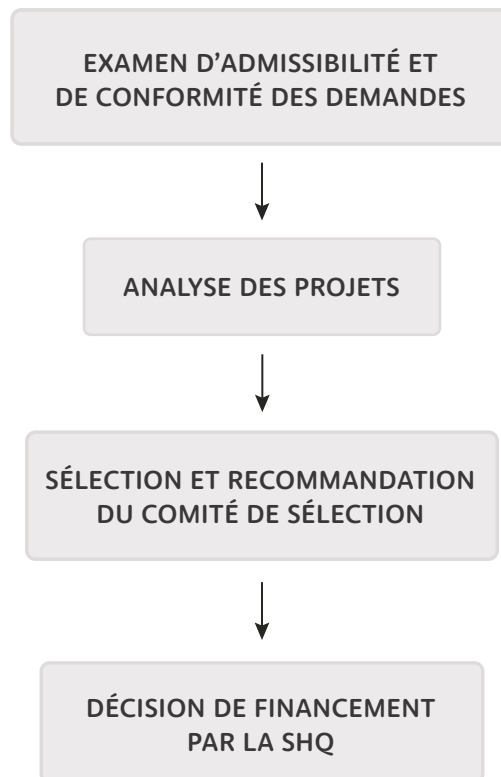 EXAMEN D’ADMISSIBILITÉ ET
DE CONFORMITÉ DES DEMANDES
ANALYSE DES PROJETS
SÉLECTION ET RECOMMANDATION
DU COMITÉ DE SÉLECTION
DÉCISION DE FINANCEMENT
PAR LA SHQ